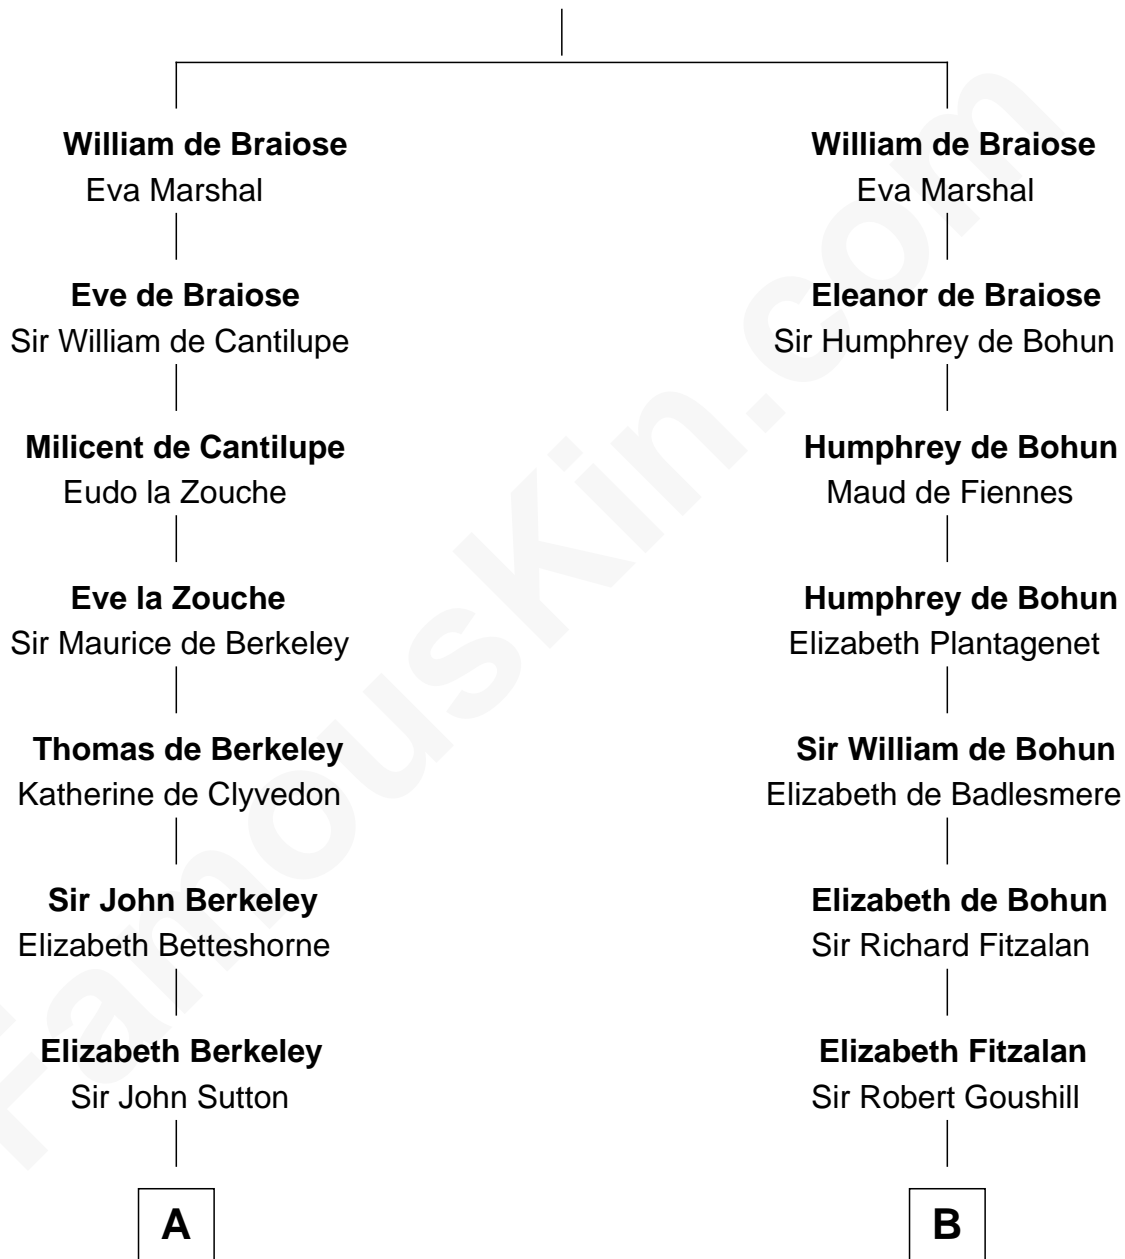 William de Braiose
Eva Marshal
Eve de Braiose
Sir William de Cantilupe
Milicent de Cantilupe
Eudo la Zouche
Eve la Zouche
Sir Maurice de Berkeley
Thomas de Berkeley
Katherine de Clyvedon
Sir John Berkeley
Elizabeth Betteshorne
Elizabeth Berkeley
Sir John Sutton
A
William de Braiose
Eva Marshal
Eleanor de Braiose
Sir Humphrey de Bohun
Humphrey de Bohun
Maud de Fiennes
Humphrey de Bohun
Elizabeth Plantagenet
Sir William de Bohun
Elizabeth de Badlesmere
Elizabeth de Bohun
Sir Richard Fitzalan
Elizabeth Fitzalan
Sir Robert Goushill
B
FamousKin.com